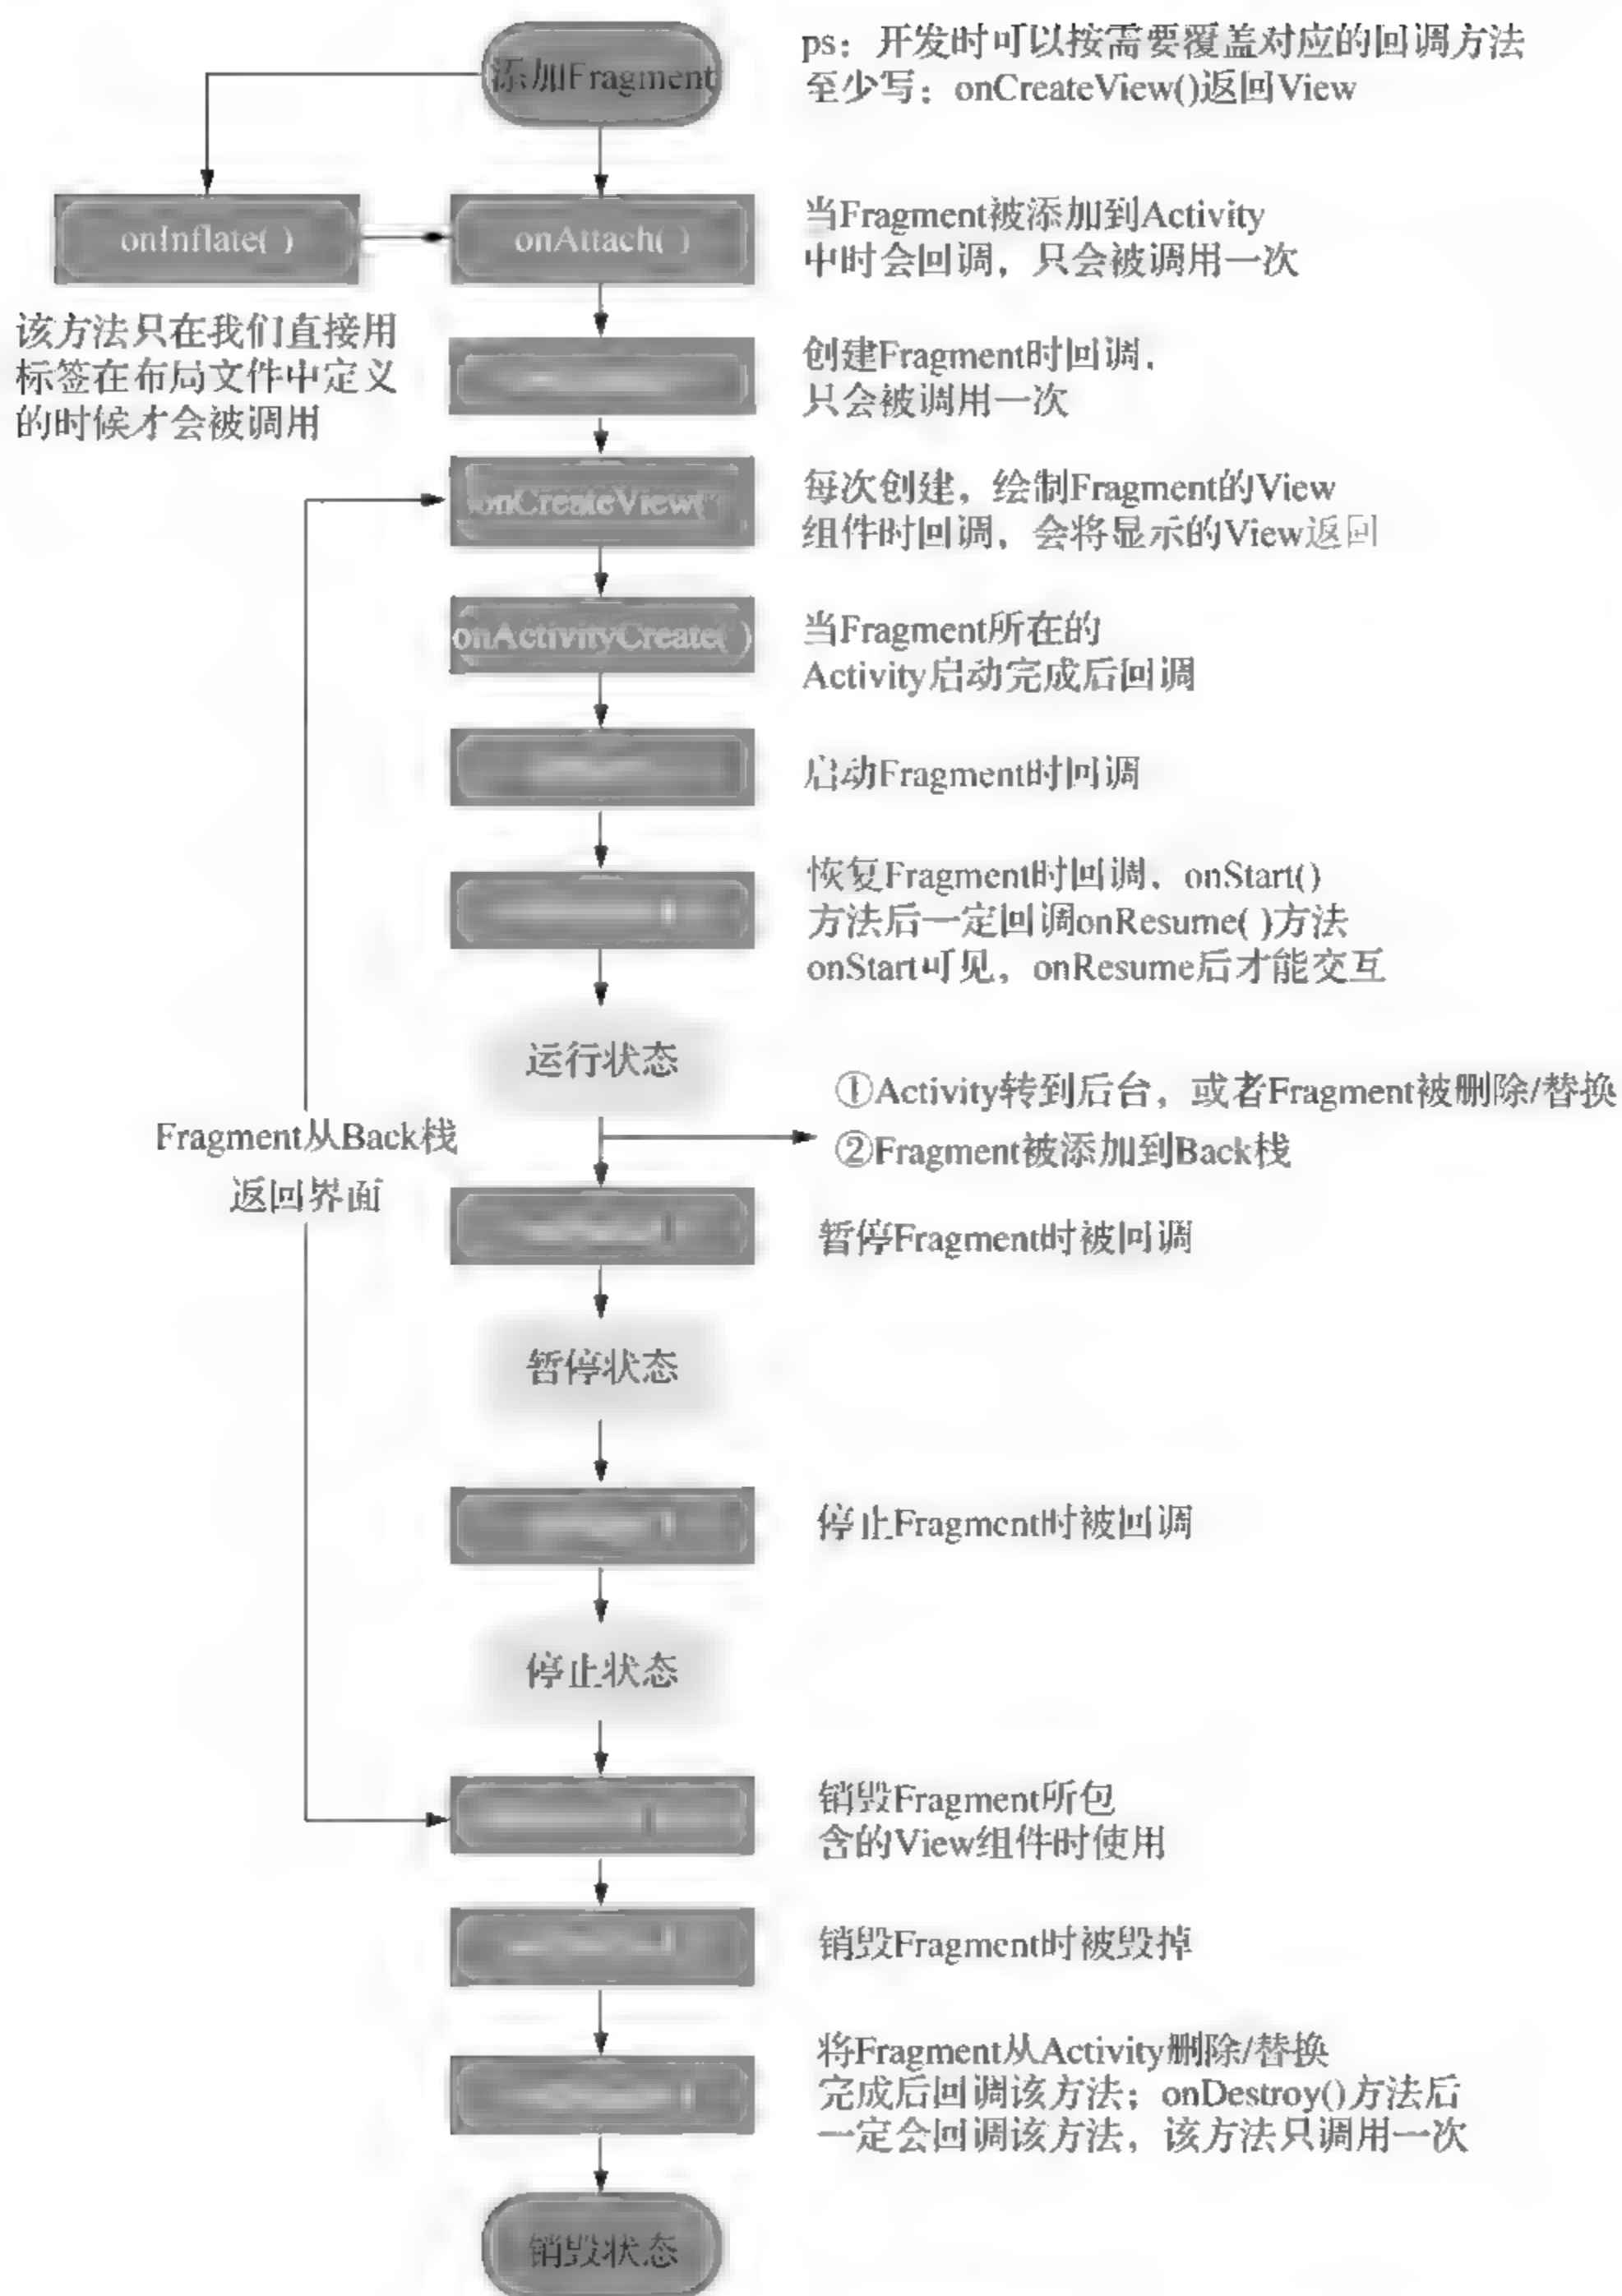 添加Fragment
ps：开发时可以按需要覆盖对应的回调方法
至少写：onCreateView()返回View
onInflate( )
onAttach( )
当Fragment被添加到Activity
中时会回调，只会被调用一次
该方法只在我们直接用
标签在布局文件中定义
的时候才会被调用
创建Fragment时回调，
只会被调用一次
onCreateView( )
每次创建，绘制Fragment的View
组件时回调，会将显示的View返回
onActivityCreate( )
当Fragment所在的
Activity启动完成后回调
启动Fragment时回调
恢复Fragment时回调，onStart()
方法后一定回调onResume( )方法
onStart可见，onResume后才能交互
运行状态
①Activity转到后台，或者Fragment被删除/替换
②Fragment被添加到Back栈
Fragment从Back栈
返回界面
暂停Fragment时被回调
暂停状态
停止Fragment时被回调
停止状态
销毁Fragment所包
含的View组件时使用
销毁Fragment时被毁掉
将Fragment从Activity删除/替换
完成后回调该方法；onDestroy()方法后
一定会回调该方法，该方法只调用一次
销毁状态